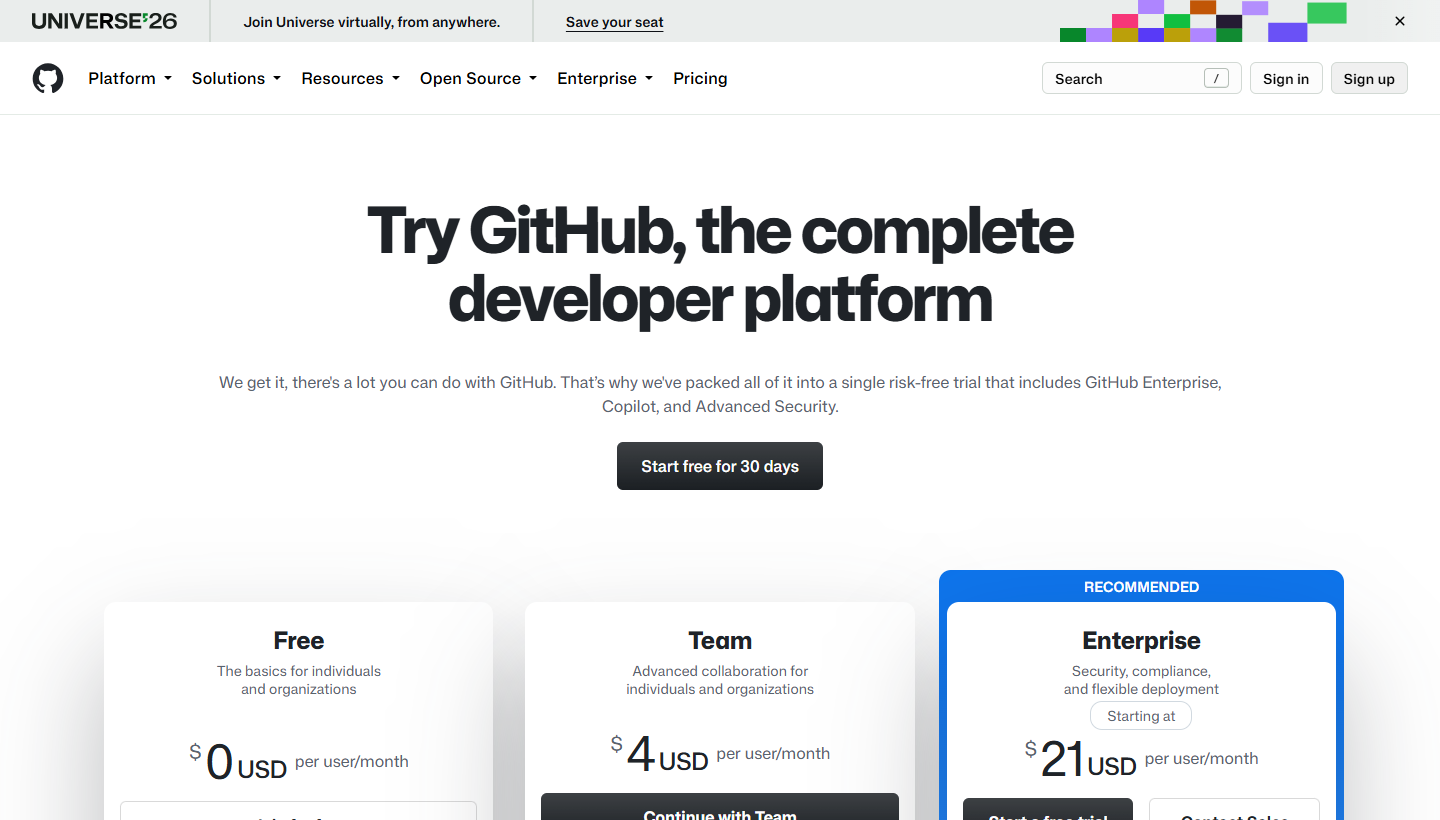 UNIVERSE'26
Join Universe virtually, from anywhere.
Save your seat
Platform
Solutions
Resources
Open Source
Enterprise
Pricing
Search
/
Sign in
Sign up
Try GitHub, the complete
developer platform
We get it, there's a lot you can do with GitHub. That’s why we've packed all of it into a single risk-free trial that includes GitHub Enterprise,
Copilot, and Advanced Security.
Start free for 30 days
RECOMMENDED
Free
The basics for individuals
and organizations
$0 USD per user/month
Team
Advanced collaboration for
individuals and organizations
$4 USD per user/month
Continue with Team
Enterprise
Security, compliance,
and flexible deployment
Starting at
$21 USD per user/month
Start a free trial
Contact Sales